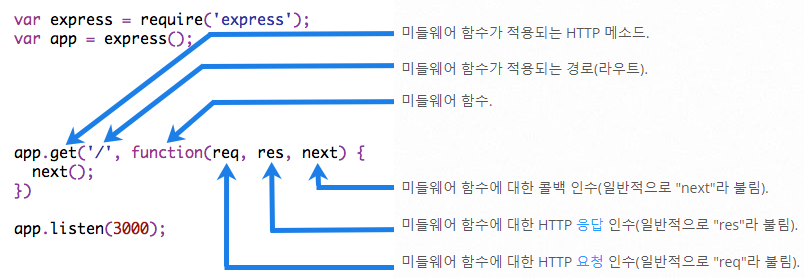 var express = require('express');
var app = express();
미들웨어 함수가 적용되는 HTTP 메소드.
미들웨어 함수가 적용되는 경로(라우트).
미들웨어 함수.
app.get('/', function(req, res, next) {
next();
})
미들웨어 함수에 대한 콜백 인수(일반적으로 "next"라 불림).
app.listen(3000);
미들웨어 함수에 대한 HTTP 응답 인수(일반적으로 "res"라 불림).
미들웨어 함수에 대한 HTTP 요청 인수(일반적으로 "req"라 불림).